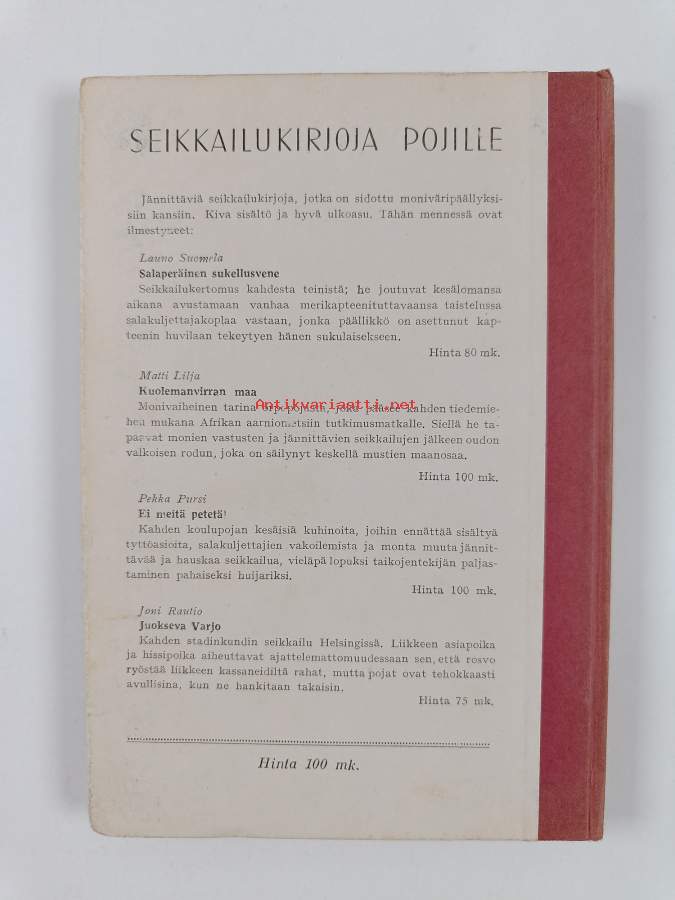 SEIKKAILUKIRJOJA POJILLE
Jännittäviä seikkailukirjoja, jotka on sidottu moniväripäällyksi-
siin kansiin. Kiva sisältö ja hyvä ulkoasu. Tähän mennessä ovat
ilmestyneet:
Launo Suomela
Salaperäinen sukellusvene
Seikkailukertomus kahdesta teinistä; he joutuvat kesälomansa
aikana avustamaan vanhaa merikapteenituttavaansa taistelussa
salakuljettajakoplaa vastaan, jonka päällikkö on asettunut kap-
teenin huvilaan tekeytyen hänen sukulaisekseen.
Hinta 80 mk.
Matti Lilja
Kuolemanvirran maa
Antikvariaatti.net
Monivaiheinen tarina orpopojasta, joka pääsee kahden tiedemie-
hen mukana Afrikan aarniometsiin tutkimusmatkalle. Siellä he ta-
paavat monien vastusten ja jännittävien seikkailujen jälkeen oudon
valkoisen rodun, joka on säilynyt keskellä mustien maanosaa.
Hinta 100 mk.
Pekka Pursi
Ei meitä petetä!
Kahden koulupojan kesäisiä kuhinoita, joihin ennättää sisältyä
tyttöasioita, salakuljettajien vakoilemista ja monta muuta jännit-
tävää ja hauskaa seikkailua, vieläpä lopuksi taikojentekijän paljas-
taminen pahaiseksi huijariksi.
Hinta 100 mk.
Joni Rautio
Juokseva Varjo
Kahden stadinkundin seikkailu Helsingissä. Liikkeen asiapoika
ja hissipoika aiheuttavat ajattelemattomuudessaan sen, että rosvo
ryöstää liikkeen kassaneidiltä rahat, mutta pojat ovat tehokkaasti
avullisina, kun ne hankitaan takaisin.
Hinta 75 mk.
Hinta 100 mk.